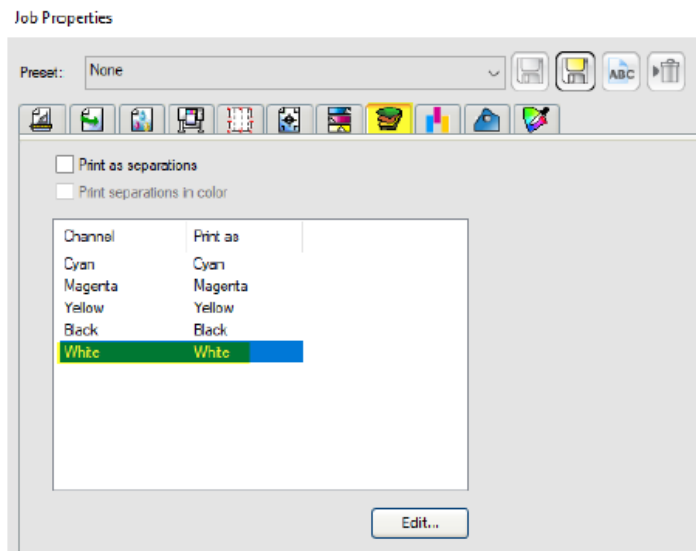 Job Properties
Preset: None
ABC
Print as separations
Print separations in color
Channel Print as
Cyan Cyan
Magenta Magenta
Yellow Yellow
Black Black
White White
Edit...